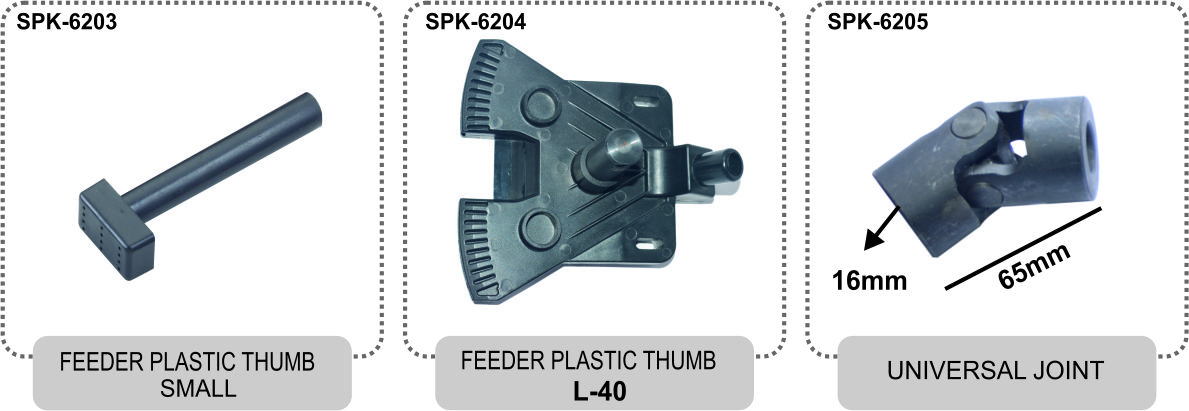 SPK-6203
FEEDER PLASTIC THUMB
SMALL
SPK-6204
FEEDER PLASTIC THUMB
L-40
SPK-6205
16mm
65mm
UNIVERSAL JOINT